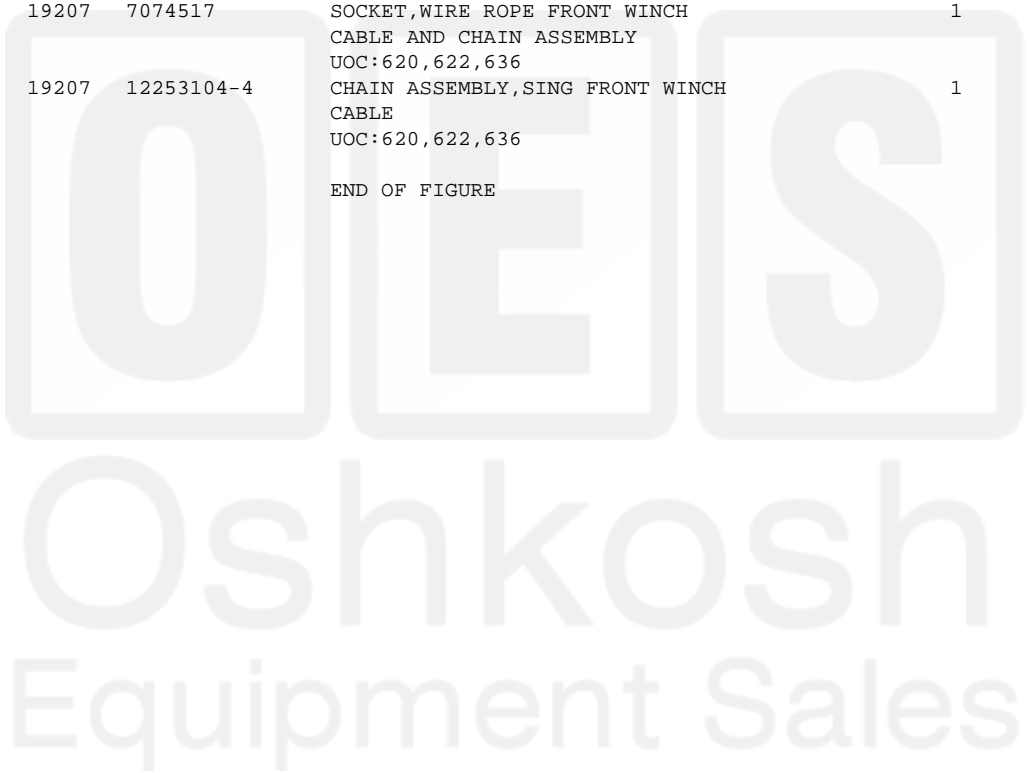 19207 7074517 SOCKET,WIRE ROPE FRONT WINCH 1
CABLE AND CHAIN ASSEMBLY
UOC:620,622,636
19207 12253104-4 CHAIN ASSEMBLY,SING FRONT WINCH 1
CABLE
UOC:620,622,636
END OF FIGURE
OES
Oshkosh
Equipment Sales